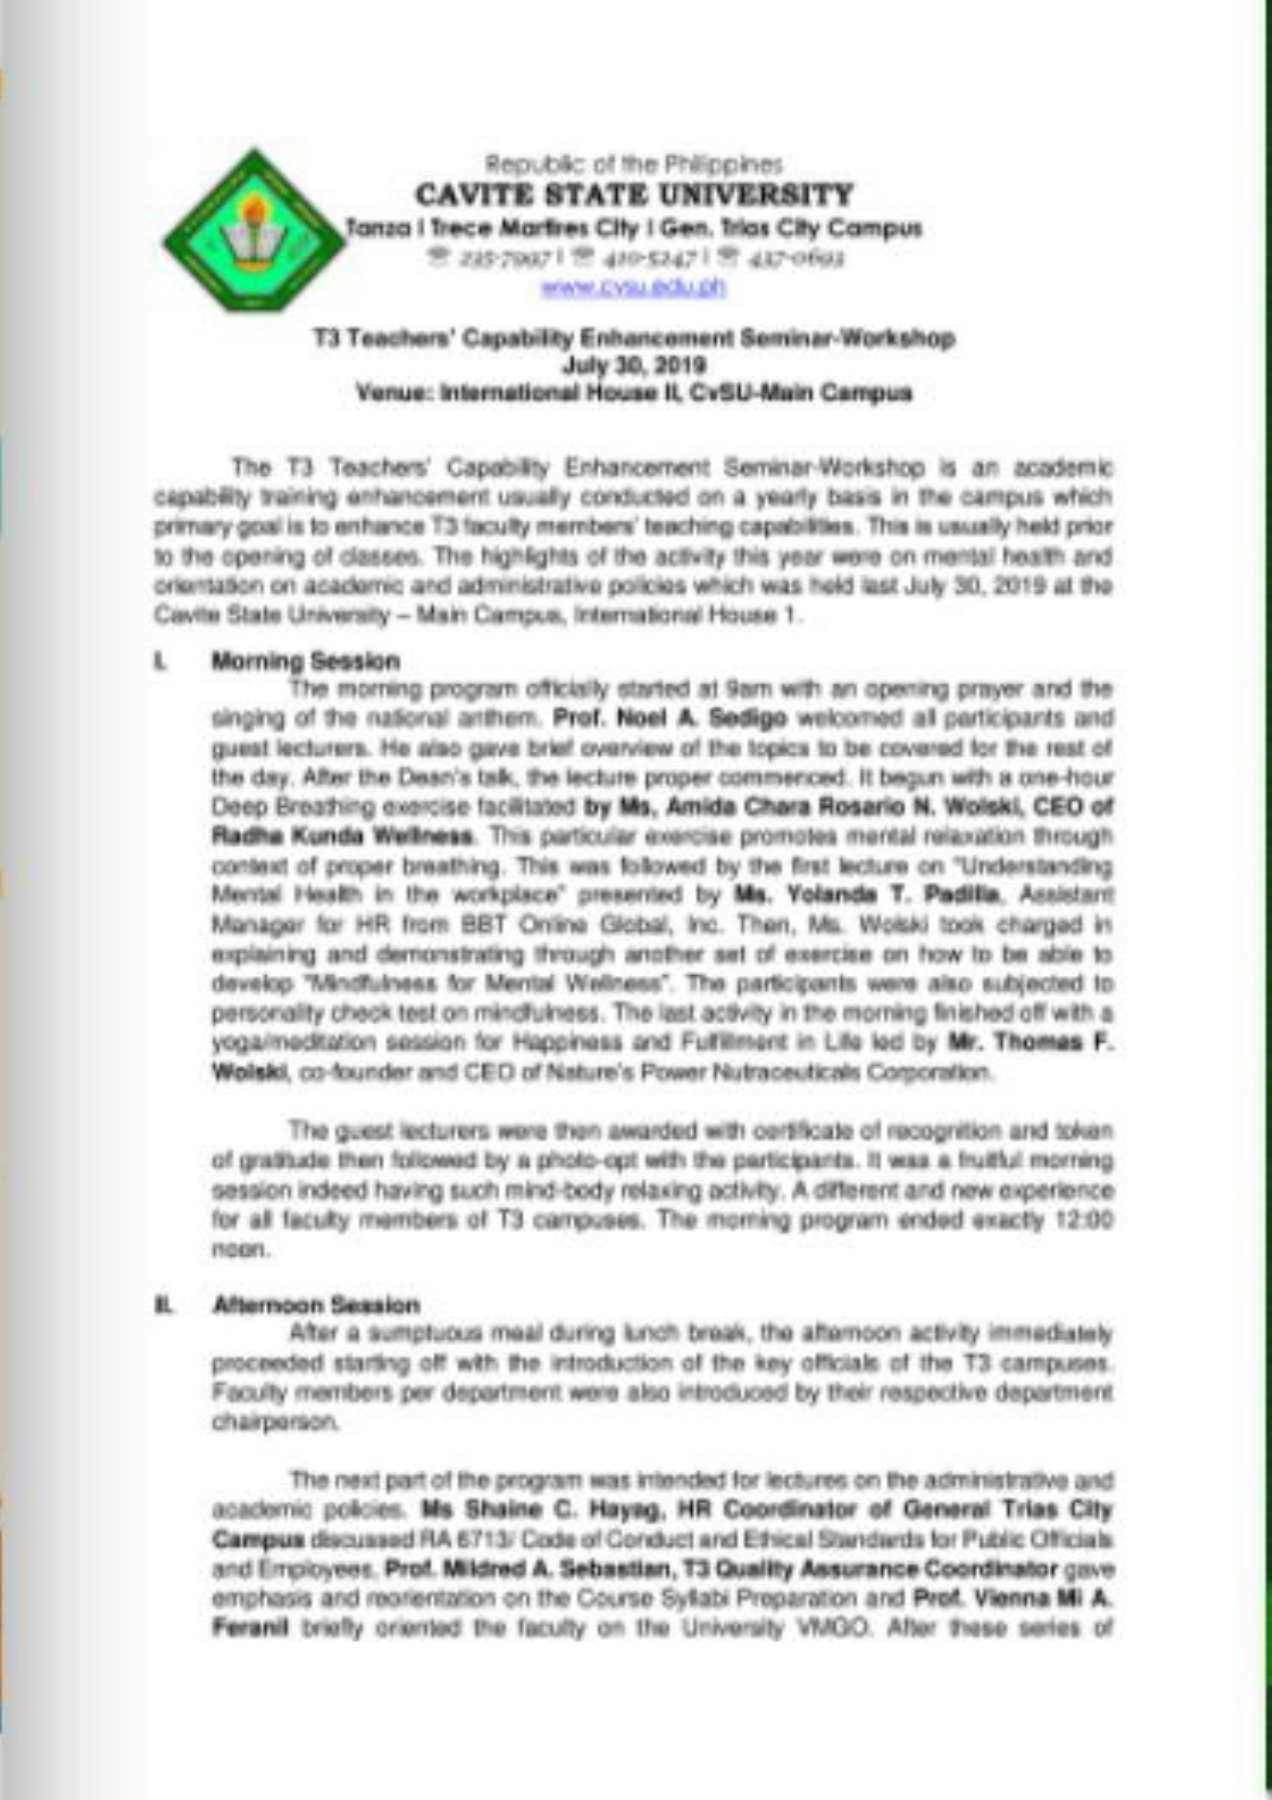 Republic of the Philippines
CAVITE STATE UNIVERSITY
Tanza | Trece Martires City | Gen. Trias City Campus
☏ 235-7997 | ☏ 410-5247 | ☏ 437-0693
www.cvsu.edu.ph
T3 Teachers' Capability Enhancement Seminar-Workshop
July 30, 2019
Venue: International House II, CvSU-Main Campus
The T3 Teachers' Capability Enhancement Seminar-Workshop is an academic
capability training enhancement usually conducted on a yearly basis in the campus which
primary goal is to enhance T3 faculty members' teaching capabilities. This is usually held prior
to the opening of classes. The highlights of the activity this year were on mental health and
orientation on academic and administrative policies which was held last July 30, 2019 at the
Cavite State University – Main Campus, International House 1.
I. Morning Session
The morning program officially started at 9am with an opening prayer and the
singing of the national anthem. Prof. Noel A. Sedigo welcomed all participants and
guest lecturers. He also gave brief overview of the topics to be covered for the rest of
the day. After the Dean's talk, the lecture proper commenced. It begun with a one-hour
Deep Breathing exercise facilitated by Ms, Amida Chara Rosario N. Wolski, CEO of
Radha Kunda Wellness. This particular exercise promotes mental relaxation through
context of proper breathing. This was followed by the first lecture on "Understanding
Mental Health in the workplace" presented by Ms. Yolanda T. Padilla, Assistant
Manager for HR from BBT Online Global, Inc. Then, Ms. Wolski took charged in
explaining and demonstrating through another set of exercise on how to be able to
develop "Mindfulness for Mental Wellness". The participants were also subjected to
personality check test on mindfulness. The last activity in the morning finished off with a
yoga/meditation session for Happiness and Fulfillment in Life led by Mr. Thomas F.
Wolski, co-founder and CEO of Nature's Power Nutraceuticals Corporation.
The guest lecturers were then awarded with certificate of recognition and token
of gratitude then followed by a photo-opt with the participants. It was a fruitful morning
session indeed having such mind-body relaxing activity. A different and new experience
for all faculty members of T3 campuses. The morning program ended exactly 12:00
noon.
II. Afternoon Session
After a sumptuous meal during lunch break, the afternoon activity immediately
proceeded starting off with the introduction of the key officials of the T3 campuses.
Faculty members per department were also introduced by their respective department
chairperson.
The next part of the program was intended for lectures on the administrative and
academic policies. Ms Shaine C. Hayag, HR Coordinator of General Trias City
Campus discussed RA 6713/ Code of Conduct and Ethical Standards for Public Officials
and Employees. Prof. Mildred A. Sebastian, T3 Quality Assurance Coordinator gave
emphasis and reorientation on the Course Syllabi Preparation and Prof. Vienna Mi A.
Feranil briefly oriented the faculty on the University VMGO. After these series of